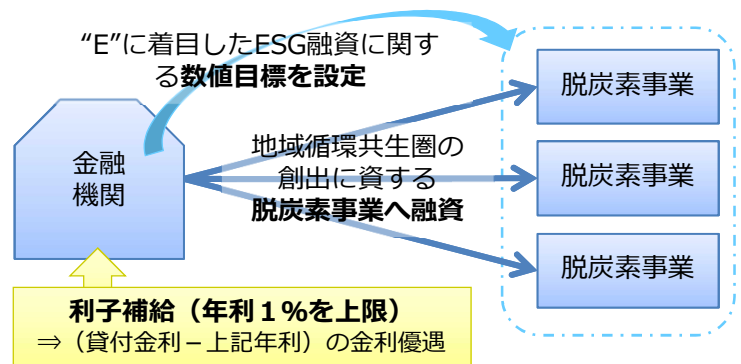 “E”に着目したESG融資に関す
る数値目標を設定
脱炭素事業
金融
機関
地域循環共生圏の
創出に資する
脱炭素事業へ融資
脱炭素事業
脱炭素事業
利子補給（年利１％を上限）
⇒（貸付金利－上記年利）の金利優遇